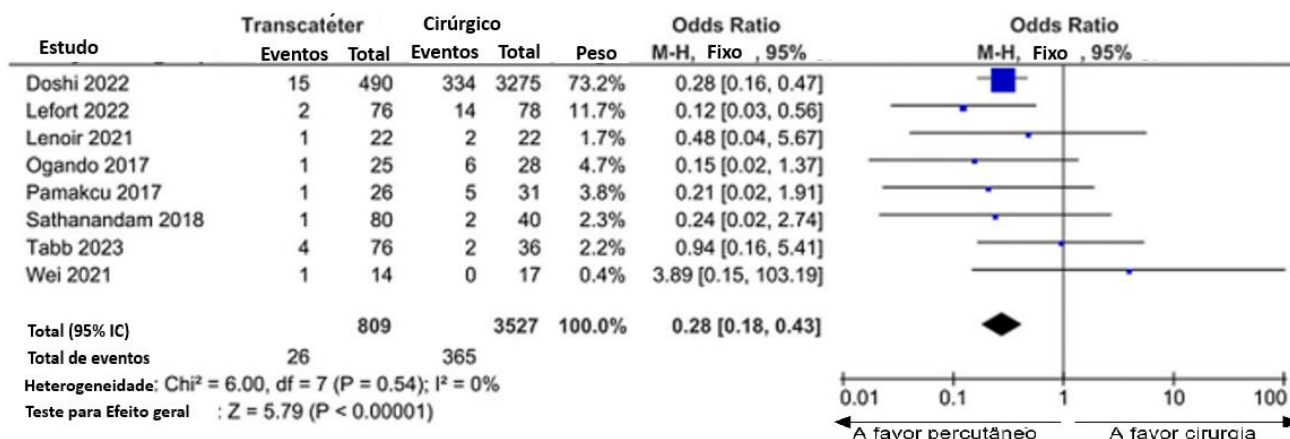 Transcatéter Cirúrgico Odds Ratio Odds Ratio
Estudo Eventos Total Eventos Total Peso M-H, Fixo , 95% M-H, Fixo , 95%
Doshi 2022 15 490 334 3275 73.2% 0.28 [0.16, 0.47]
Lefort 2022 2 76 14 78 11.7% 0.12 [0.03, 0.56]
Lenoir 2021 1 22 2 22 1.7% 0.48 [0.04, 5.67]
Ogando 2017 1 25 6 28 4.7% 0.15 [0.02, 1.37]
Pamakcu 2017 1 26 5 31 3.8% 0.21 [0.02, 1.91]
Sathanandam 2018 1 80 2 40 2.3% 0.24 [0.02, 2.74]
Tabb 2023 4 76 2 36 2.2% 0.94 [0.16, 5.41]
Wei 2021 1 14 0 17 0.4% 3.89 [0.15, 103.19]
Total (95% IC) 809 3527 100.0% 0.28 [0.18, 0.43]
Total de eventos 26 365
Heterogeneidade: Chi² = 6.00, df = 7 (P = 0.54); I² = 0%
Teste para Efeito geral : Z = 5.79 (P < 0.00001)
0.01 0.1 1 10 100
A favor percutâneo A favor cirurgia